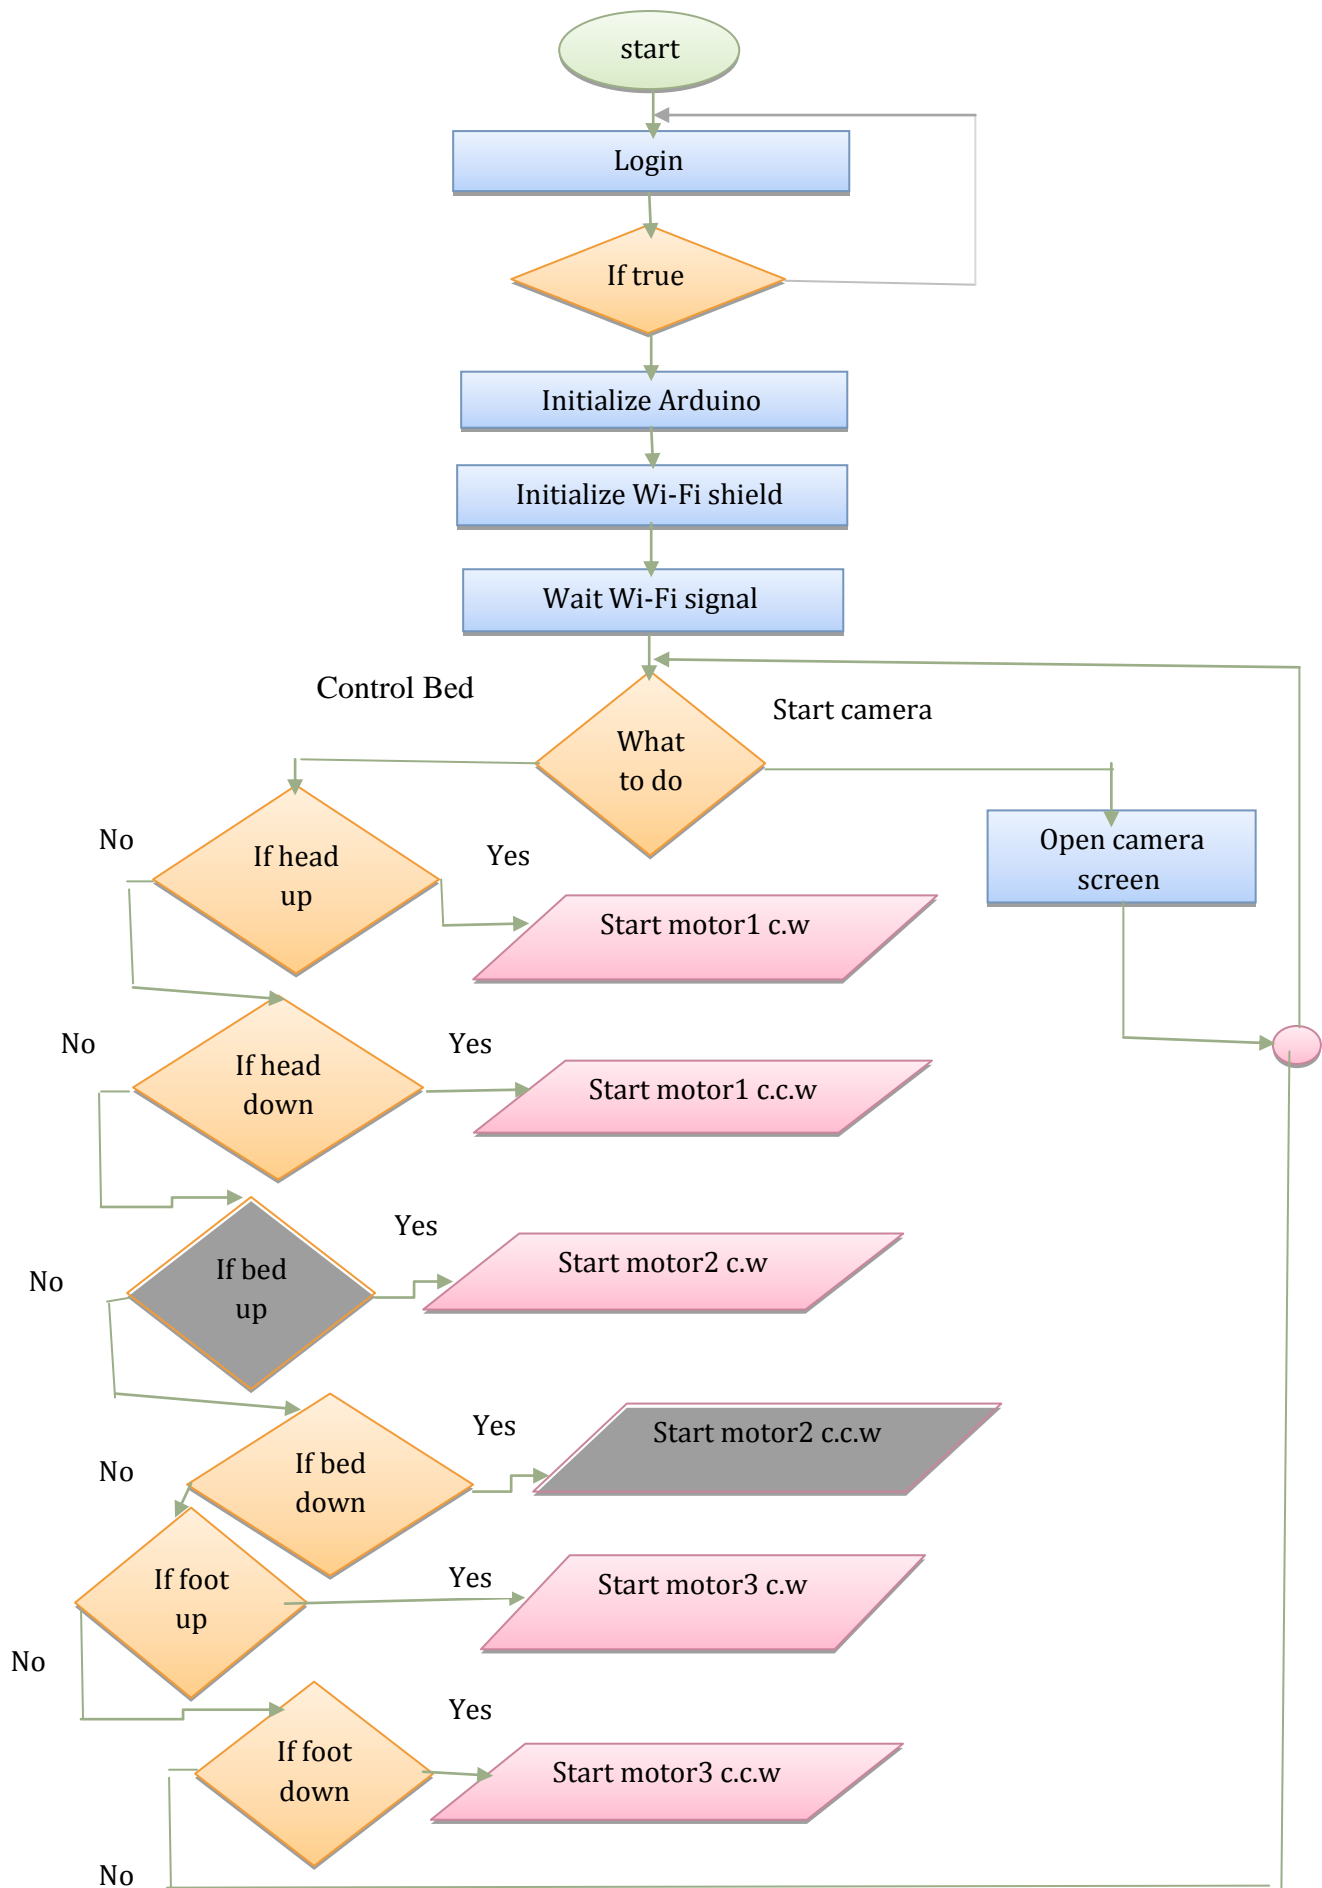 start
Login
If true
Initialize Arduino
Initialize Wi-Fi shield
Wait Wi-Fi signal
Control Bed
Start camera
What
to do
No
If head
up
Yes
Start motor1 c.w
Open camera
screen
No
If head
down
Yes
Start motor1 c.c.w
No
If bed
up
Yes
Start motor2 c.w
No
If bed
down
Yes
Start motor2 c.c.w
If foot
up
Yes
Start motor3 c.w
No
If foot
down
Yes
Start motor3 c.c.w
No